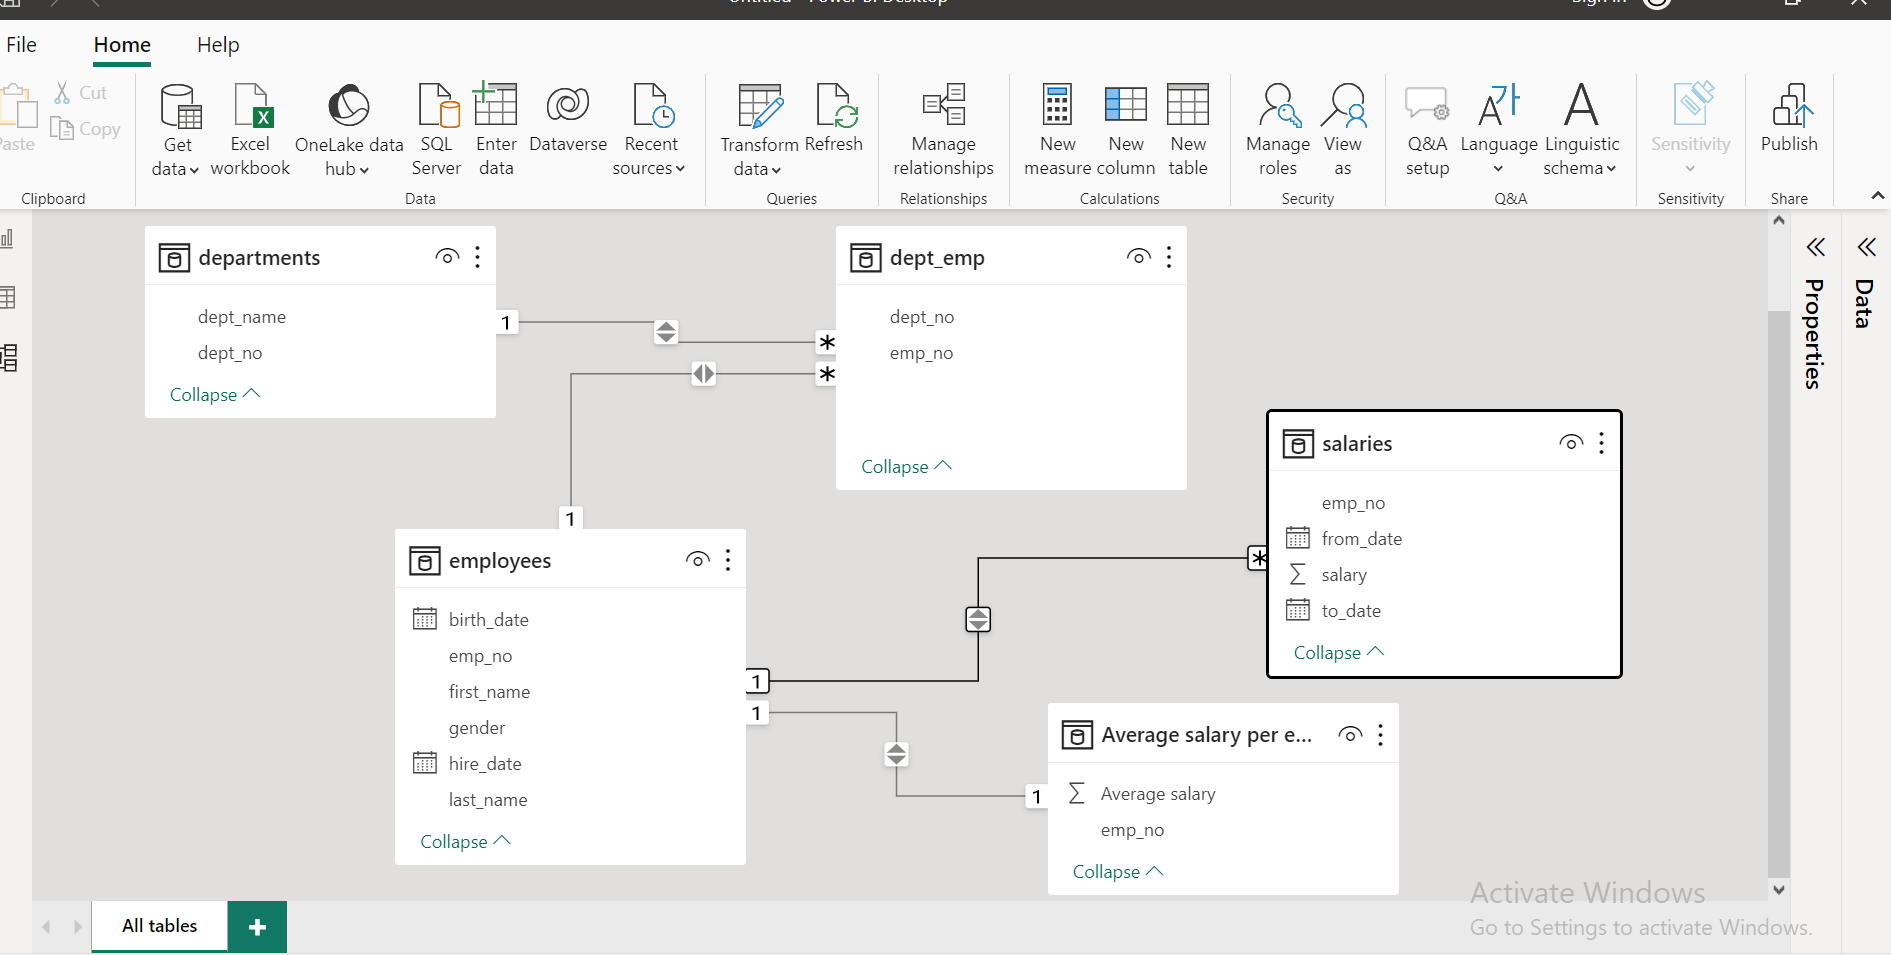 File
Home
Help
Cut
Copy
Clipboard
Get data
Excel workbook
OneLake data hub
SQL Server
Enter data
Dataverse
Recent sources
Data
Transform data
Refresh
Queries
Manage relationships
Relationships
New measure
New column
New table
Calculations
Manage roles
View as
Security
Q&A setup
Language
Linguistic schema
Q&A
Sensitivity
Sensitivity
Publish
Share
departments
dept_name
dept_no
Collapse
1
*
*
dept_emp
dept_no
emp_no
Collapse
1
employees
birth_date
emp_no
first_name
gender
hire_date
last_name
Collapse
1
1
*
salaries
emp_no
from_date
Σ salary
to_date
Collapse
1
Average salary per e...
Σ Average salary
emp_no
Collapse
Properties
Data
All tables
+
Activate Windows
Go to Settings to activate Windows.